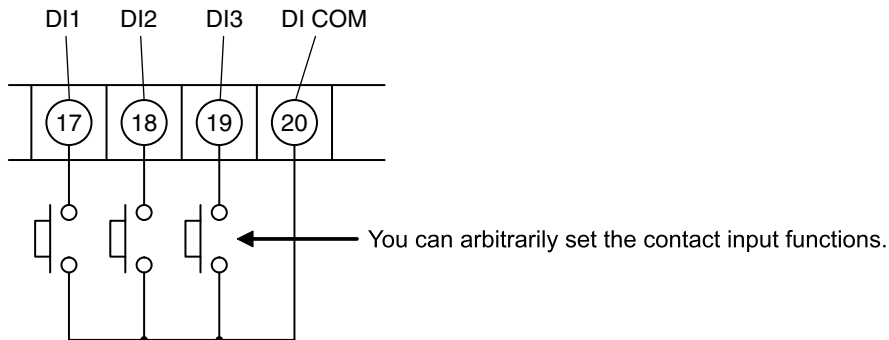 DI1 DI2 DI3 DI COM
17 18 19 20
You can arbitrarily set the contact input functions.